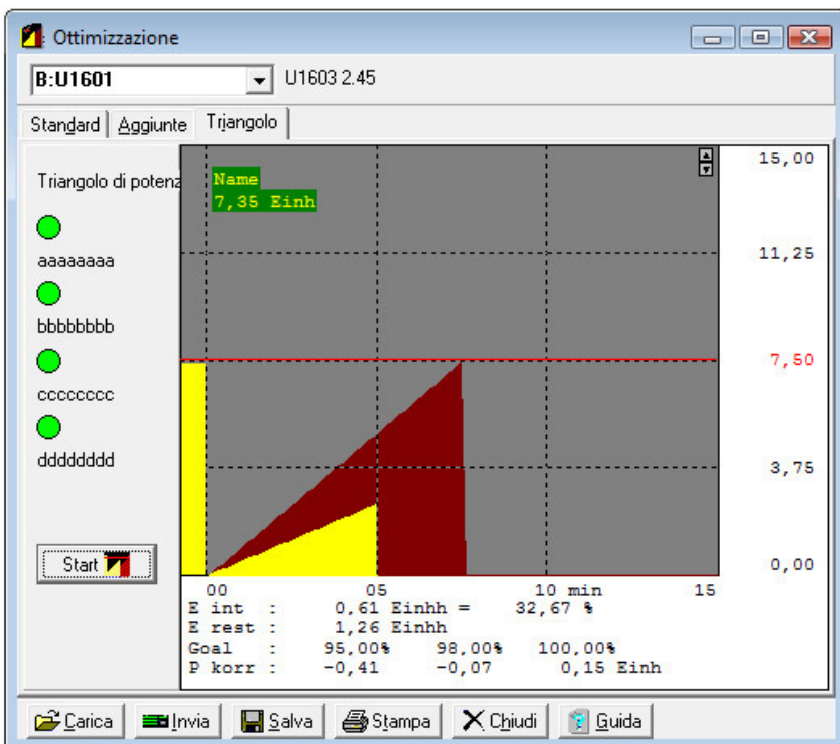 Ottimizzazione
B:U1601 U1603 2.45
Standard Aggiunte Triangolo
Triangolo di potenz
aaaaaaaa
bbbbbbbb
cccccccc
dddddddd
Start
Name
7,35 Einh
15,00
11,25
7,50
3,75
0,00
00 05 10 min 15
E int : 0,61 Einhh = 32,67 %
E rest : 1,26 Einhh
Goal : 95,00% 98,00% 100,00%
P korr : -0,41 -0,07 0,15 Einh
Carica Invia Salva Stampa Chiudi Guida